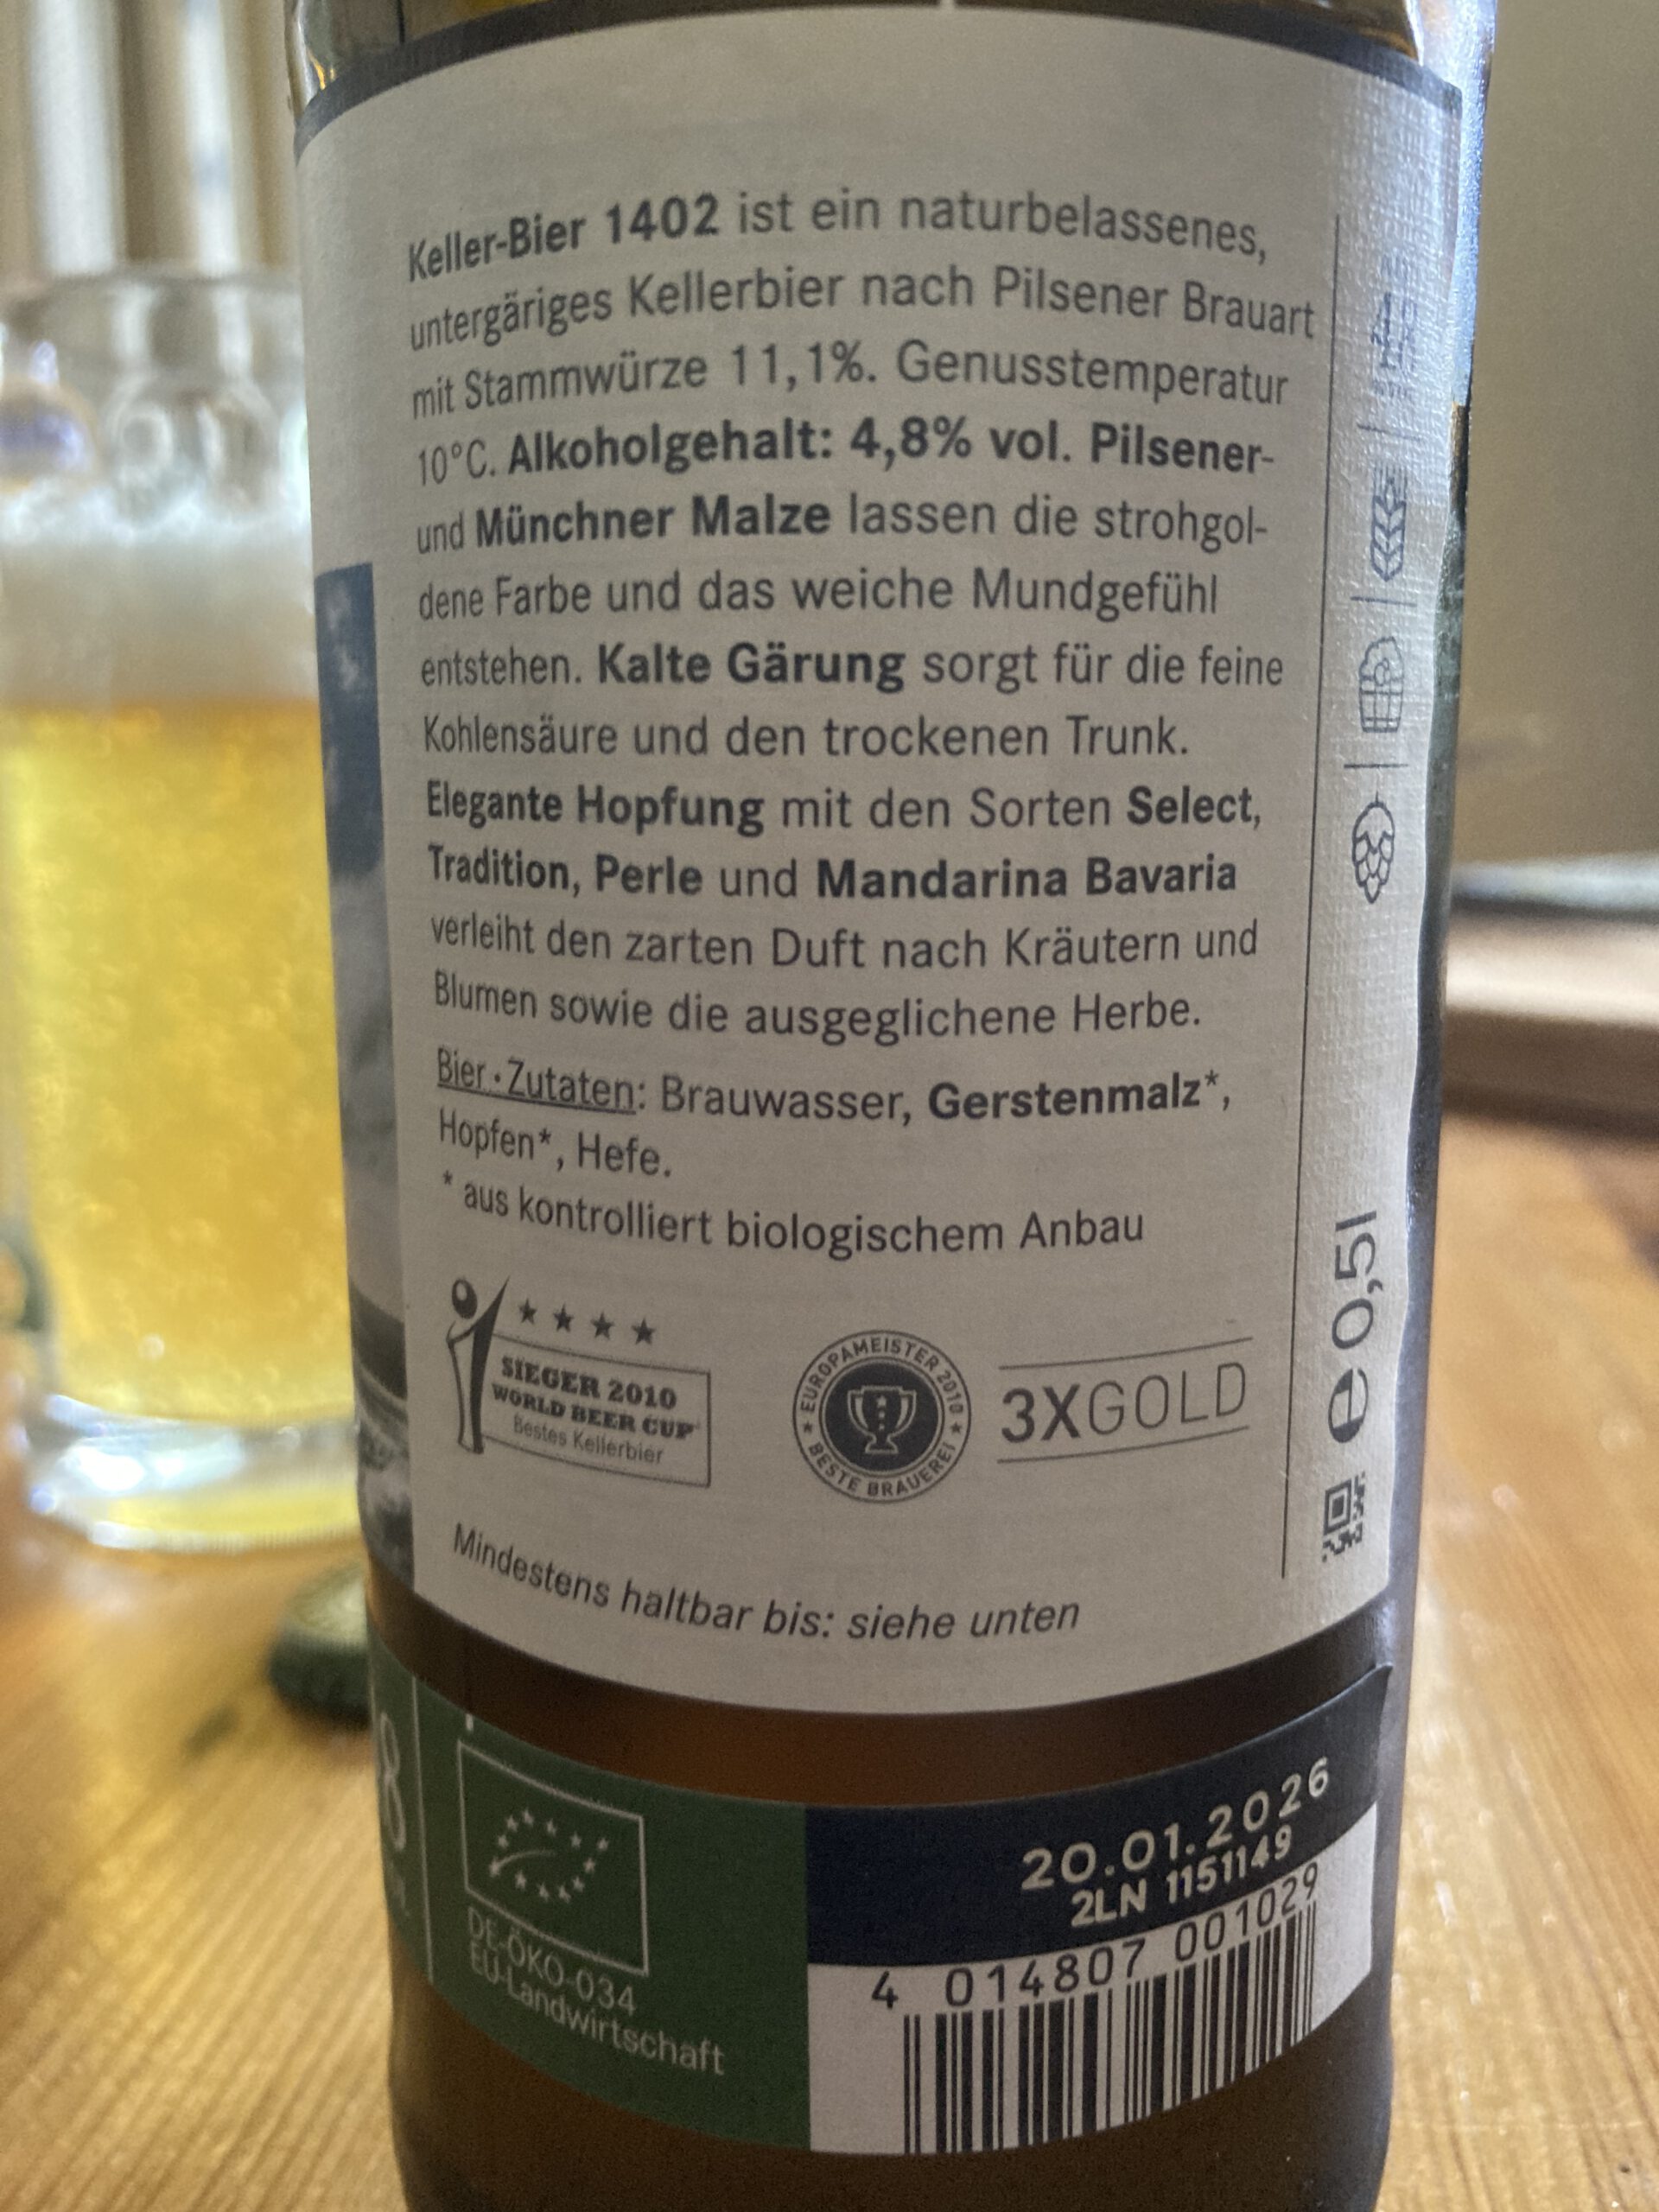 Keller-Bier 1402 ist ein naturbelassenes,
untergäriges Kellerbier nach Pilsener Brauart
mit Stammwürze 11,1%. Genusstemperatur
10°C. Alkoholgehalt: 4,8% vol. Pilsener-
und Münchner Malze lassen die strohgol-
dene Farbe und das weiche Mundgefühl
entstehen. Kalte Gärung sorgt für die feine
Kohlensäure und den trockenen Trunk.
Elegante Hopfung mit den Sorten Select,
Tradition, Perle und Mandarina Bavaria
verleiht den zarten Duft nach Kräutern und
Blumen sowie die ausgeglichene Herbe.
Bier·Zutaten: Brauwasser, Gerstenmalz*,
Hopfen*, Hefe.
* aus kontrolliert biologischem Anbau
SIEGER 2010
WORLD BEER CUP
Bestes Kellerbier
EUROPAMEISTER 2010
BESTE BRAUEREI
3XGOLD
℮ 0,5l
Mindestens haltbar bis: siehe unten
8
DE-ÖKO-034
EU-Landwirtschaft
20.01.2026
2LN 1151149
4 014807 001029